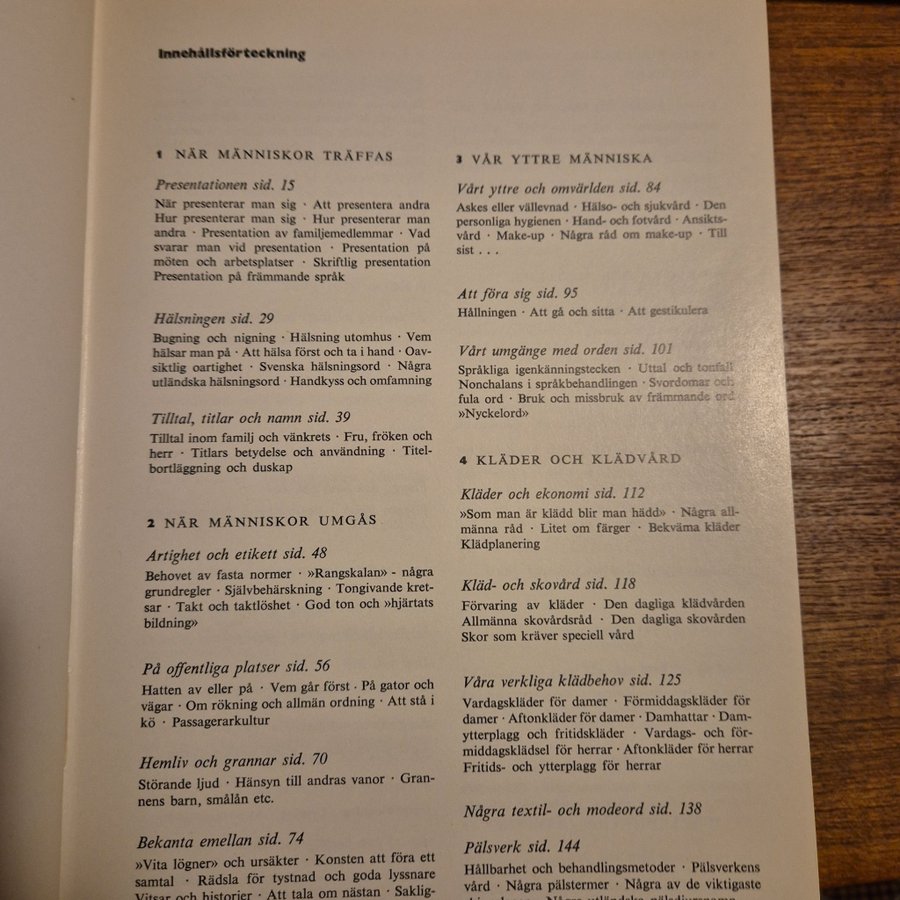 Innehållsförteckning
1 NÄR MÄNNISKOR TRÄFFAS
Presentationen sid. 15
När presenterar man sig · Att presentera andra
Hur presenterar man sig · Hur presenterar man
andra · Presentation av familjemedlemmar · Vad
svarar man vid presentation · Presentation på
möten och arbetsplatser · Skriftlig presentation
Presentation på främmande språk
Hälsningen sid. 29
Bugning och nigning · Hälsning utomhus · Vem
hälsar man på · Att hälsa först och ta i hand · Oav-
siktlig oartighet · Svenska hälsningsord · Några
utländska hälsningsord · Handkyss och omfamning
Tilltal, titlar och namn sid. 39
Tilltal inom familj och vänkrets · Fru, fröken och
herr · Titlars betydelse och användning · Titel-
bortläggning och duskap
2 NÄR MÄNNISKOR UMGÅS
Artighet och etikett sid. 48
Behovet av fasta normer · »Rangskalan» - några
grundregler · Självbehärskning · Tongivande kret-
sar · Takt och taktlöshet · God ton och »hjärtats
bildning»
På offentliga platser sid. 56
Hatten av eller på · Vem går först · På gator och
vägar · Om rökning och allmän ordning · Att stå i
kö · Passagerarkultur
Hemliv och grannar sid. 70
Störande ljud · Hänsyn till andras vanor · Gran-
nens barn, smålån etc.
Bekanta emellan sid. 74
»Vita lögner» och ursäkter · Konsten att föra ett
samtal · Rädsla för tystnad och goda lyssnare
Vitsar och historier · Att tala om nästan · Saklig-
3 VÅR YTTRE MÄNNISKA
Vårt yttre och omvärlden sid. 84
Askes eller vällevnad · Hälso- och sjukvård · Den
personliga hygienen · Hand- och fotvård · Ansikts-
vård · Make-up · Några råd om make-up · Till
sist . . .
Att föra sig sid. 95
Hållningen · Att gå och sitta · Att gestikulera
Vårt umgänge med orden sid. 101
Språkliga igenkänningstecken · Uttal och tonfall
Nonchalans i språkbehandlingen · Svordomar och
fula ord · Bruk och missbruk av främmande ord
»Nyckelord»
4 KLÄDER OCH KLÄDVÅRD
Kläder och ekonomi sid. 112
»Som man är klädd blir man hädd» · Några all-
männa råd · Litet om färger · Bekväma kläder
Klädplanering
Kläd- och skovård sid. 118
Förvaring av kläder · Den dagliga klädvården
Allmänna skovårdsråd · Den dagliga skovården
Skor som kräver speciell vård
Våra verkliga klädbehov sid. 125
Vardagskläder för damer · Förmiddagskläder för
damer · Aftonkläder för damer · Damhattar · Dam-
ytterplagg och fritidskläder · Vardags- och för-
middagsklädsel för herrar · Aftonkläder för herrar
Fritids- och ytterplagg för herrar
Några textil- och modeord sid. 138
Pälsverk sid. 144
Hållbarhet och behandlingsmetoder · Pälsverkens
vård · Några pälstermer · Några av de viktigaste